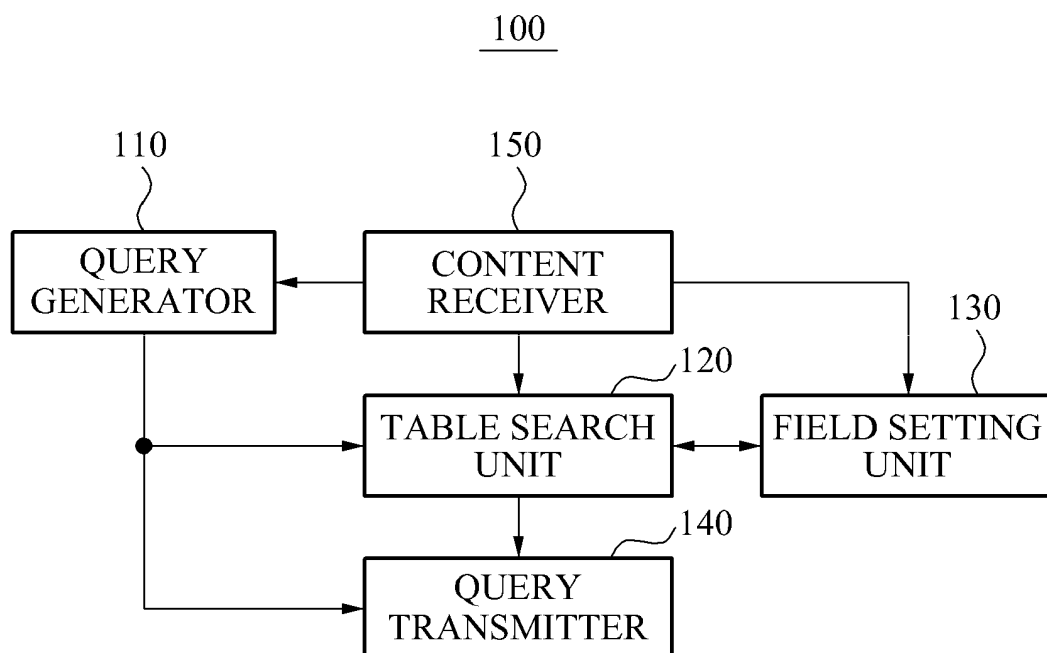 100
110
150
QUERY
GENERATOR
CONTENT
RECEIVER
130
120
TABLE SEARCH
UNIT
FIELD SETTING
UNIT
140
QUERY
TRANSMITTER